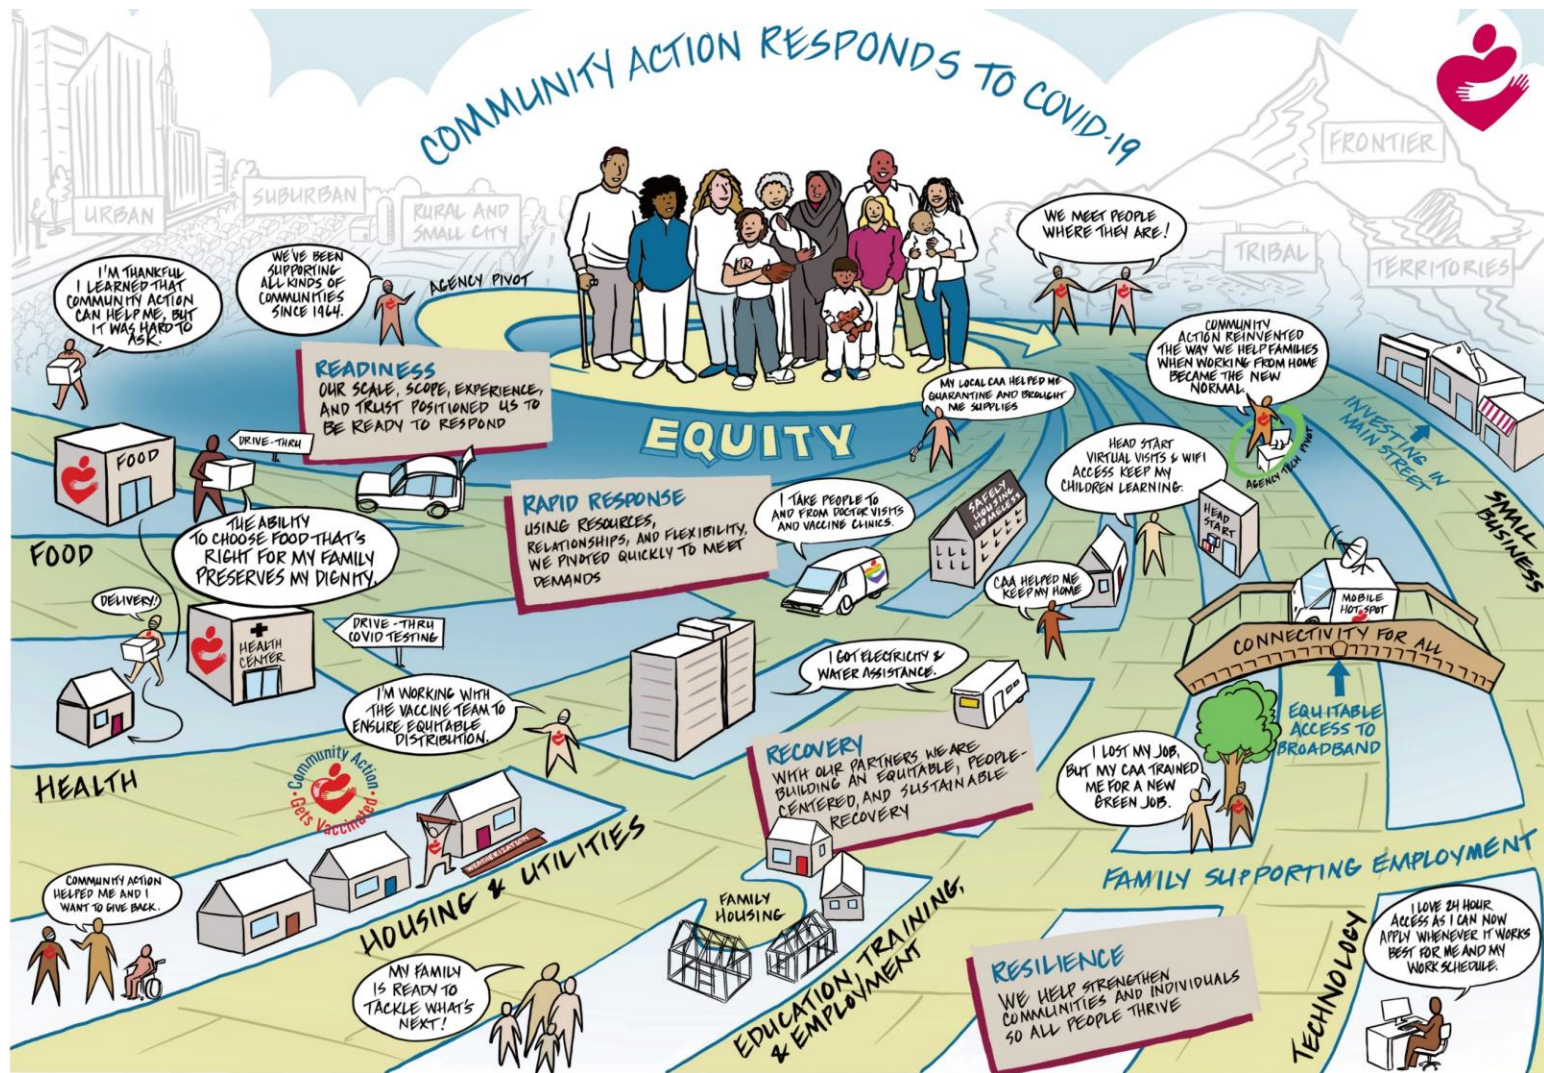 COMMUNITY ACTION RESPONDS TO COVID-19
URBAN
SUBURBAN
RURAL AND
SMALL CITY
FRONTIER
TRIBAL
TERRITORIES
I'M THANKFUL
I LEARNED THAT
COMMUNITY ACTION
CAN HELP ME, BUT
IT WAS HARD TO
ASK.
WE'VE BEEN
SUPPORTING
ALL KINDS OF
COMMUNITIES
SINCE 1964.
AGENCY PIVOT
WE MEET PEOPLE
WHERE THEY ARE!
COMMUNITY
ACTION REINVENTED
THE WAY WE HELP FAMILIES
WHEN WORKING FROM HOME
BECAME THE NEW
NORMAL.
AGENCY TECH PIVOT
INVESTING IN
MAIN STREET
SMALL
BUSINESS
READINESS
OUR SCALE, SCOPE, EXPERIENCE,
AND TRUST POSITIONED US TO
BE READY TO RESPOND
EQUITY
MY LOCAL CAA HELPED ME
QUARANTINE AND BROUGHT
ME SUPPLIES
HEAD START
VIRTUAL VISITS & WIFI
ACCESS KEEP MY
CHILDREN LEARNING.
HEAD
START
FOOD
DRIVE-THRU
THE ABILITY
TO CHOOSE FOOD THAT'S
RIGHT FOR MY FAMILY
PRESERVES MY DIGNITY.
FOOD
RAPID RESPONSE
USING RESOURCES,
RELATIONSHIPS, AND FLEXIBILITY,
WE PIVOTED QUICKLY TO MEET
DEMANDS
I TAKE PEOPLE TO
AND FROM DOCTOR VISITS
AND VACCINE CLINICS.
SAFELY
HOUSING
HOMELESS
CAA HELPED ME
KEEP MY HOME
MOBILE
HOT-SPOT
CONNECTIVITY FOR ALL
EQUITABLE
ACCESS TO
BROADBAND
DELIVERY!
HEALTH
CENTER
DRIVE-THRU
COVID TESTING
I'M WORKING WITH
THE VACCINE TEAM TO
ENSURE EQUITABLE
DISTRIBUTION.
I GOT ELECTRICITY &
WATER ASSISTANCE.
HEALTH
Community Action
Gets Vaccinated
RECOVERY
WITH OUR PARTNERS WE ARE
BUILDING AN EQUITABLE, PEOPLE-
CENTERED, AND SUSTAINABLE
RECOVERY
I LOST MY JOB,
BUT MY CAA TRAINED
ME FOR A NEW
GREEN JOB.
FAMILY SUPPORTING EMPLOYMENT
WEATHERIZATION
HOUSING & UTILITIES
COMMUNITY ACTION
HELPED ME AND I
WANT TO GIVE BACK.
FAMILY
HOUSING
MY FAMILY
IS READY TO
TACKLE WHAT'S
NEXT!
EDUCATION, TRAINING,
& EMPLOYMENT
RESILIENCE
WE HELP STRENGTHEN
COMMUNITIES AND INDIVIDUALS
SO ALL PEOPLE THRIVE
TECHNOLOGY
I LOVE 24 HOUR
ACCESS AS I CAN NOW
APPLY WHENEVER IT WORKS
BEST FOR ME AND MY
WORK SCHEDULE.